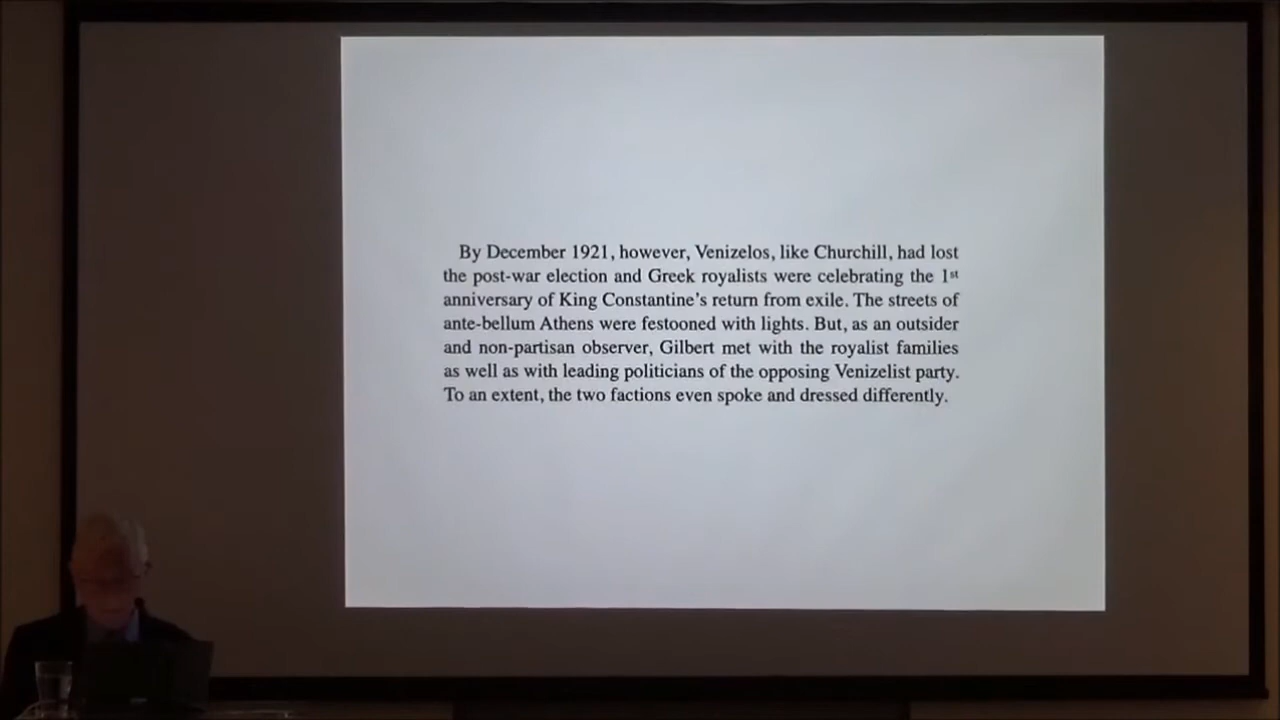 By December 1921, however, Venizelos, like Churchill, had lost
the post-war election and Greek royalists were celebrating the 1st
anniversary of King Constantine's return from exile. The streets of
ante-bellum Athens were festooned with lights. But, as an outsider
and non-partisan observer, Gilbert met with the royalist families
as well as with leading politicians of the opposing Venizelist party.
To an extent, the two factions even spoke and dressed differently.